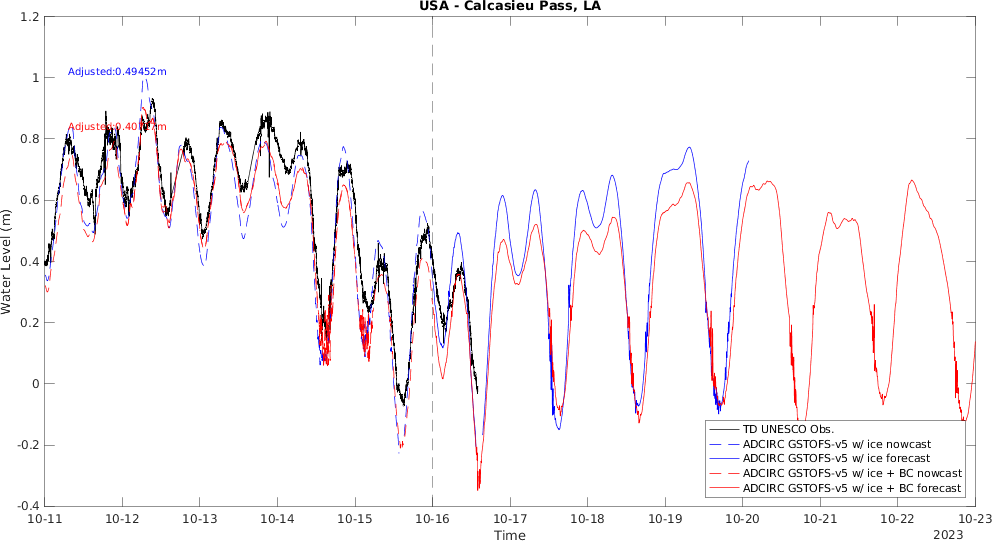 USA - Calcasieu Pass, LA
1.2
1
0.8
0.6
0.4
0.2
0
-0.2
-0.4
Water Level (m)
Adjusted:0.49452m
TD UNESCO Obs.
ADCIRC GSTOFS-v5 w/ ice nowcast
ADCIRC GSTOFS-v5 w/ ice forecast
ADCIRC GSTOFS-v5 w/ ice + BC nowcast
ADCIRC GSTOFS-v5 w/ ice + BC forecast
10-11 10-12 10-13 10-14 10-15 10-16 10-17 10-18 10-19 10-20 10-21 10-22 10-23
Time
2023